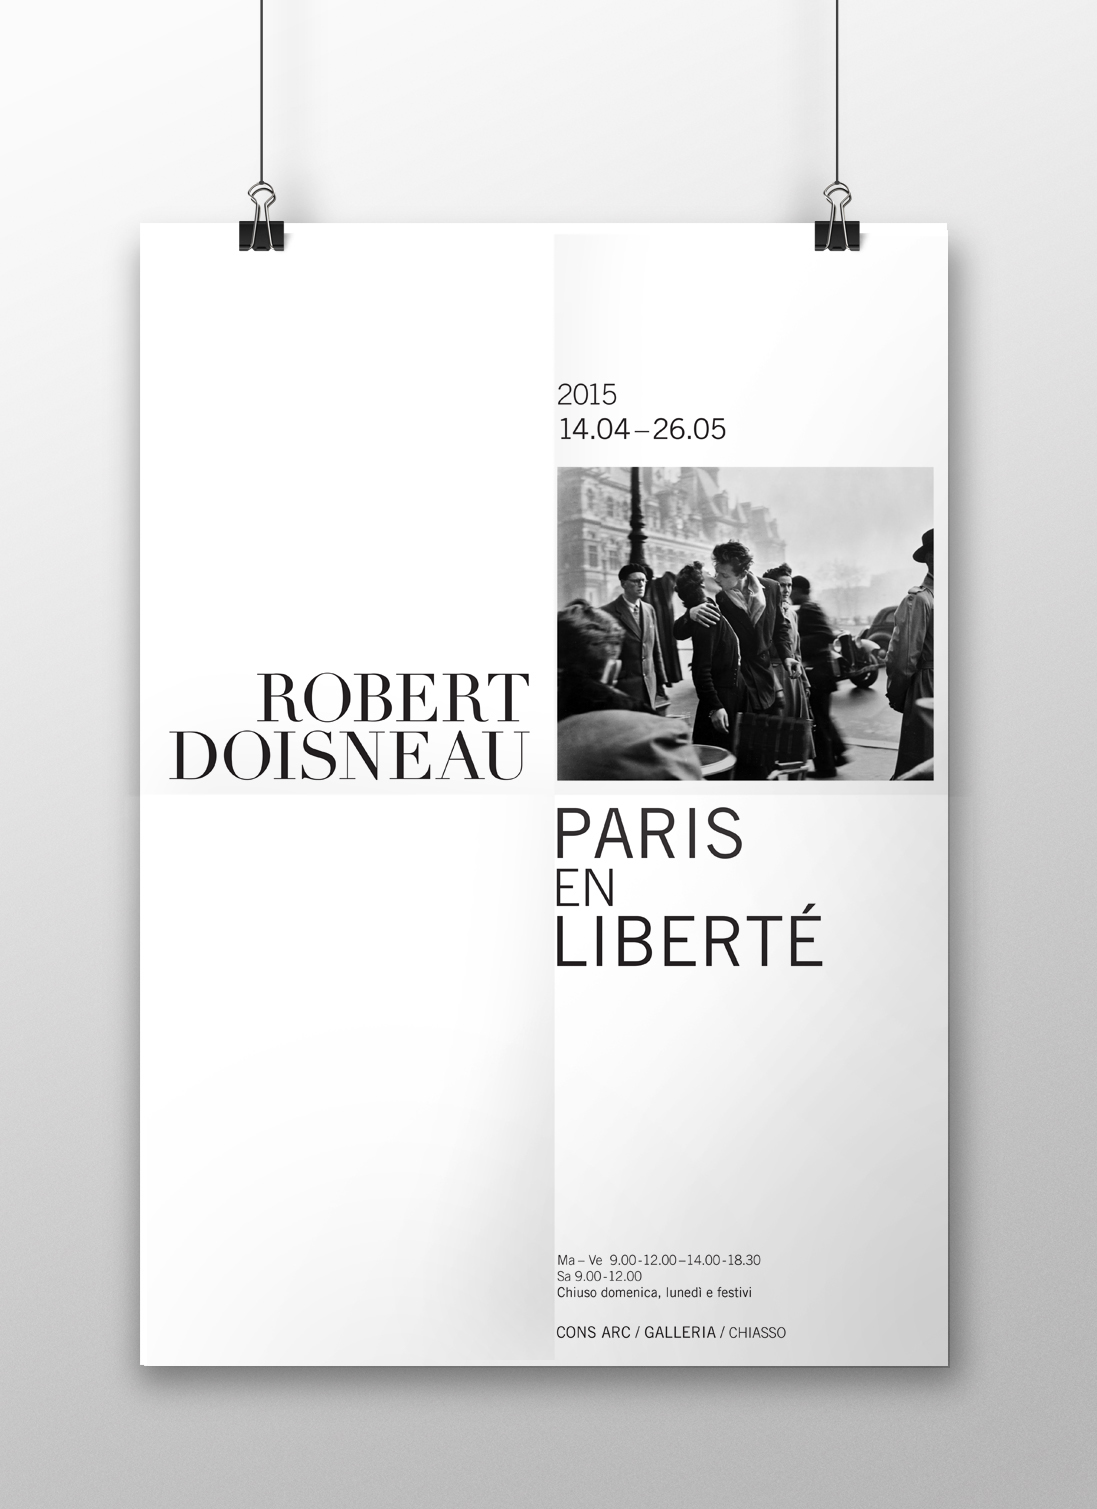 2015
14.04–26.05
ROBERT
DOISNEAU
PARIS
EN
LIBERTÉ
Ma – Ve 9.00-12.00–14.00-18.30
Sa 9.00-12.00
Chiuso domenica, lunedì e festivi
CONS ARC / GALLERIA / CHIASSO